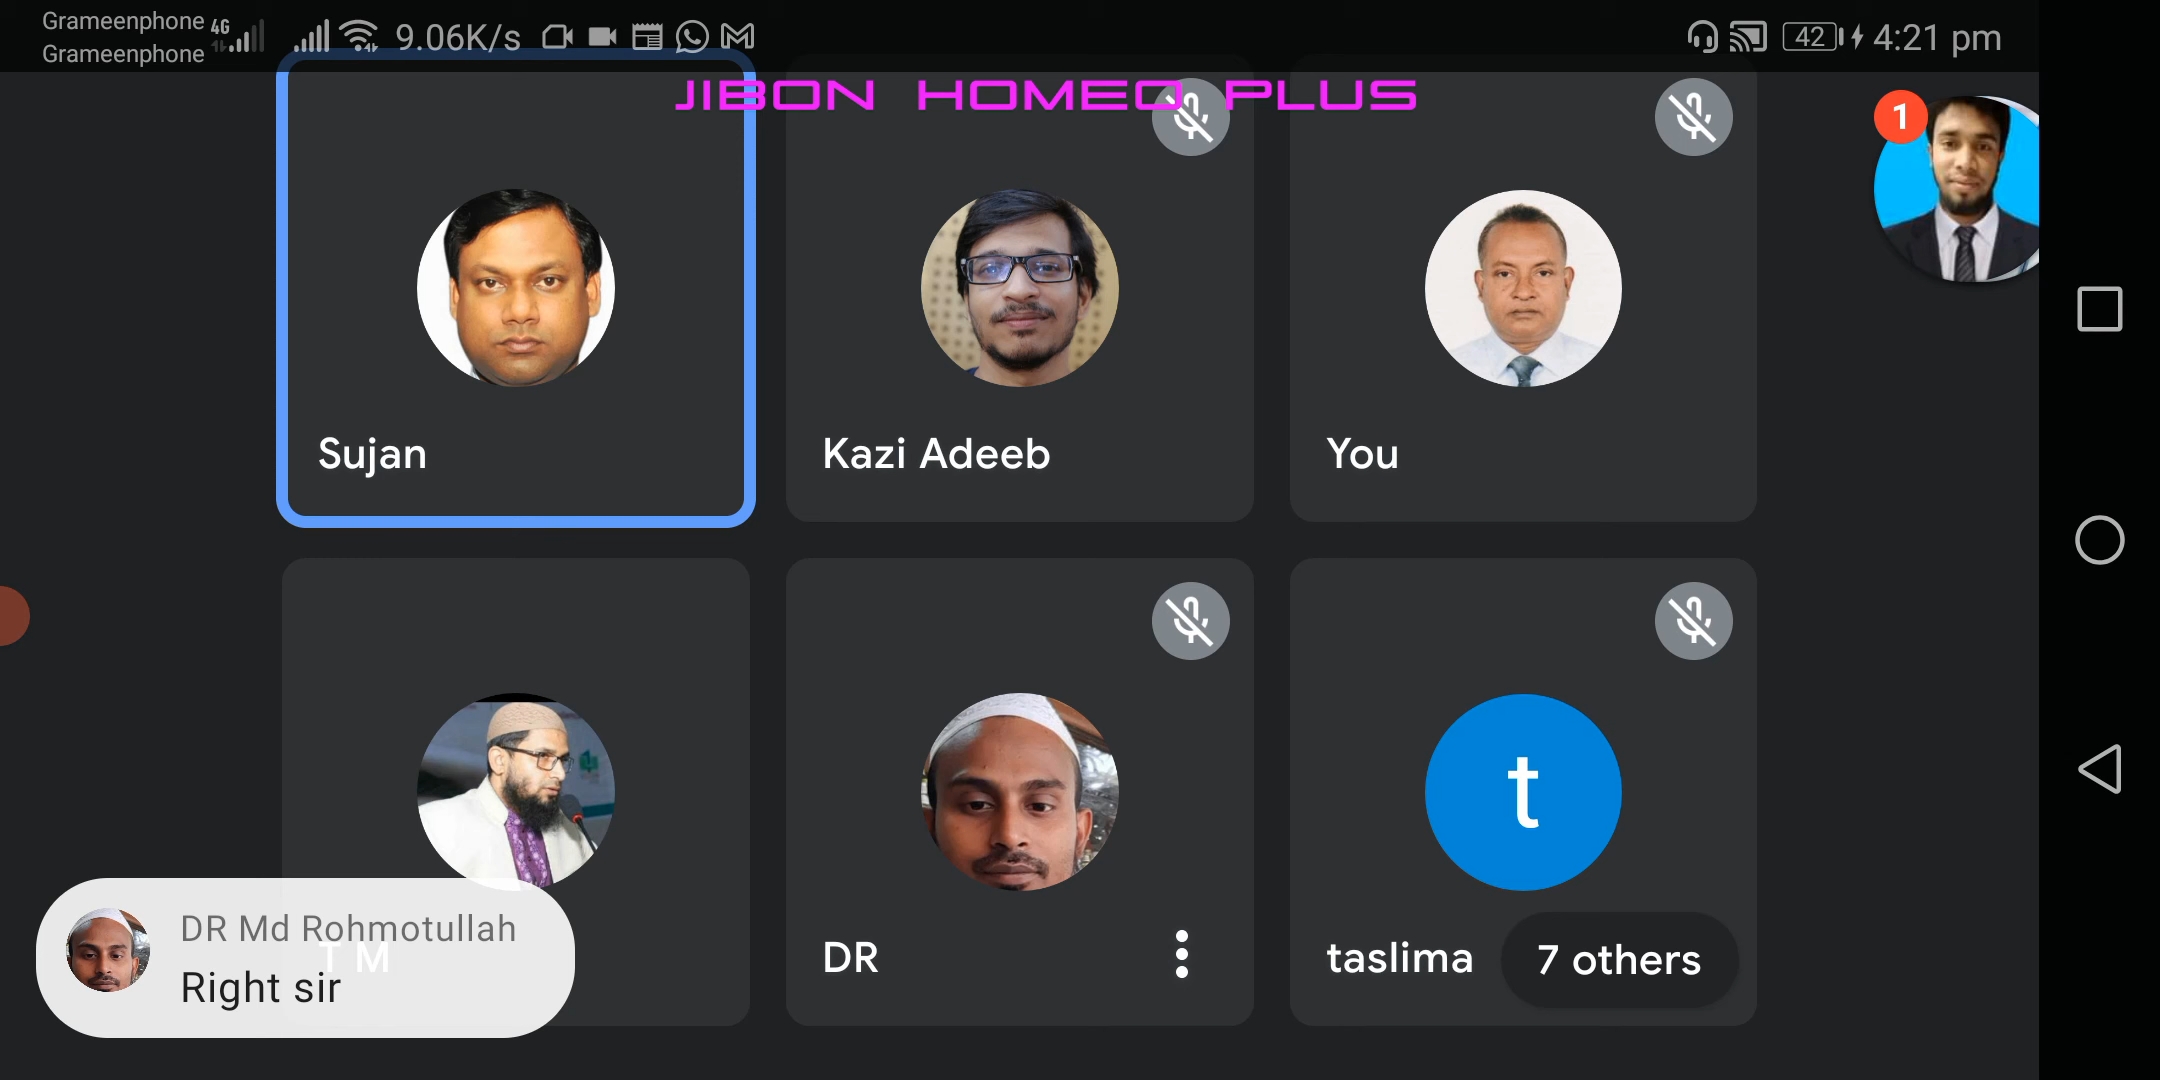 Grameenphone 4G
Grameenphone
9.06K/s
42
4:21 pm
JIBON HOMEO PLUS
1
Sujan
Kazi Adeeb
You
DR Md Rohmotullah
Right sir
T M
DR
t
taslima
7 others